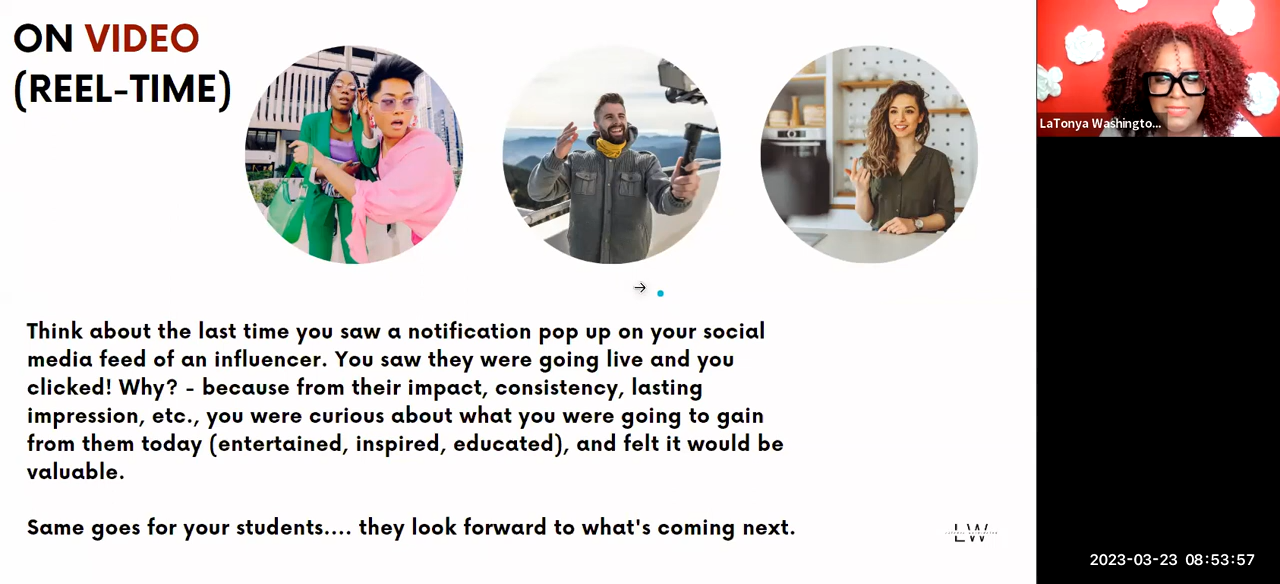 ON VIDEO
(REEL-TIME)
LaTonya Washingto...
Think about the last time you saw a notification pop up on your social
media feed of an influencer. You saw they were going live and you
clicked! Why? - because from their impact, consistency, lasting
impression, etc., you were curious about what you were going to gain
from them today (entertained, inspired, educated), and felt it would be
valuable.
Same goes for your students.... they look forward to what's coming next.
LW
2023-03-23 08:53:57